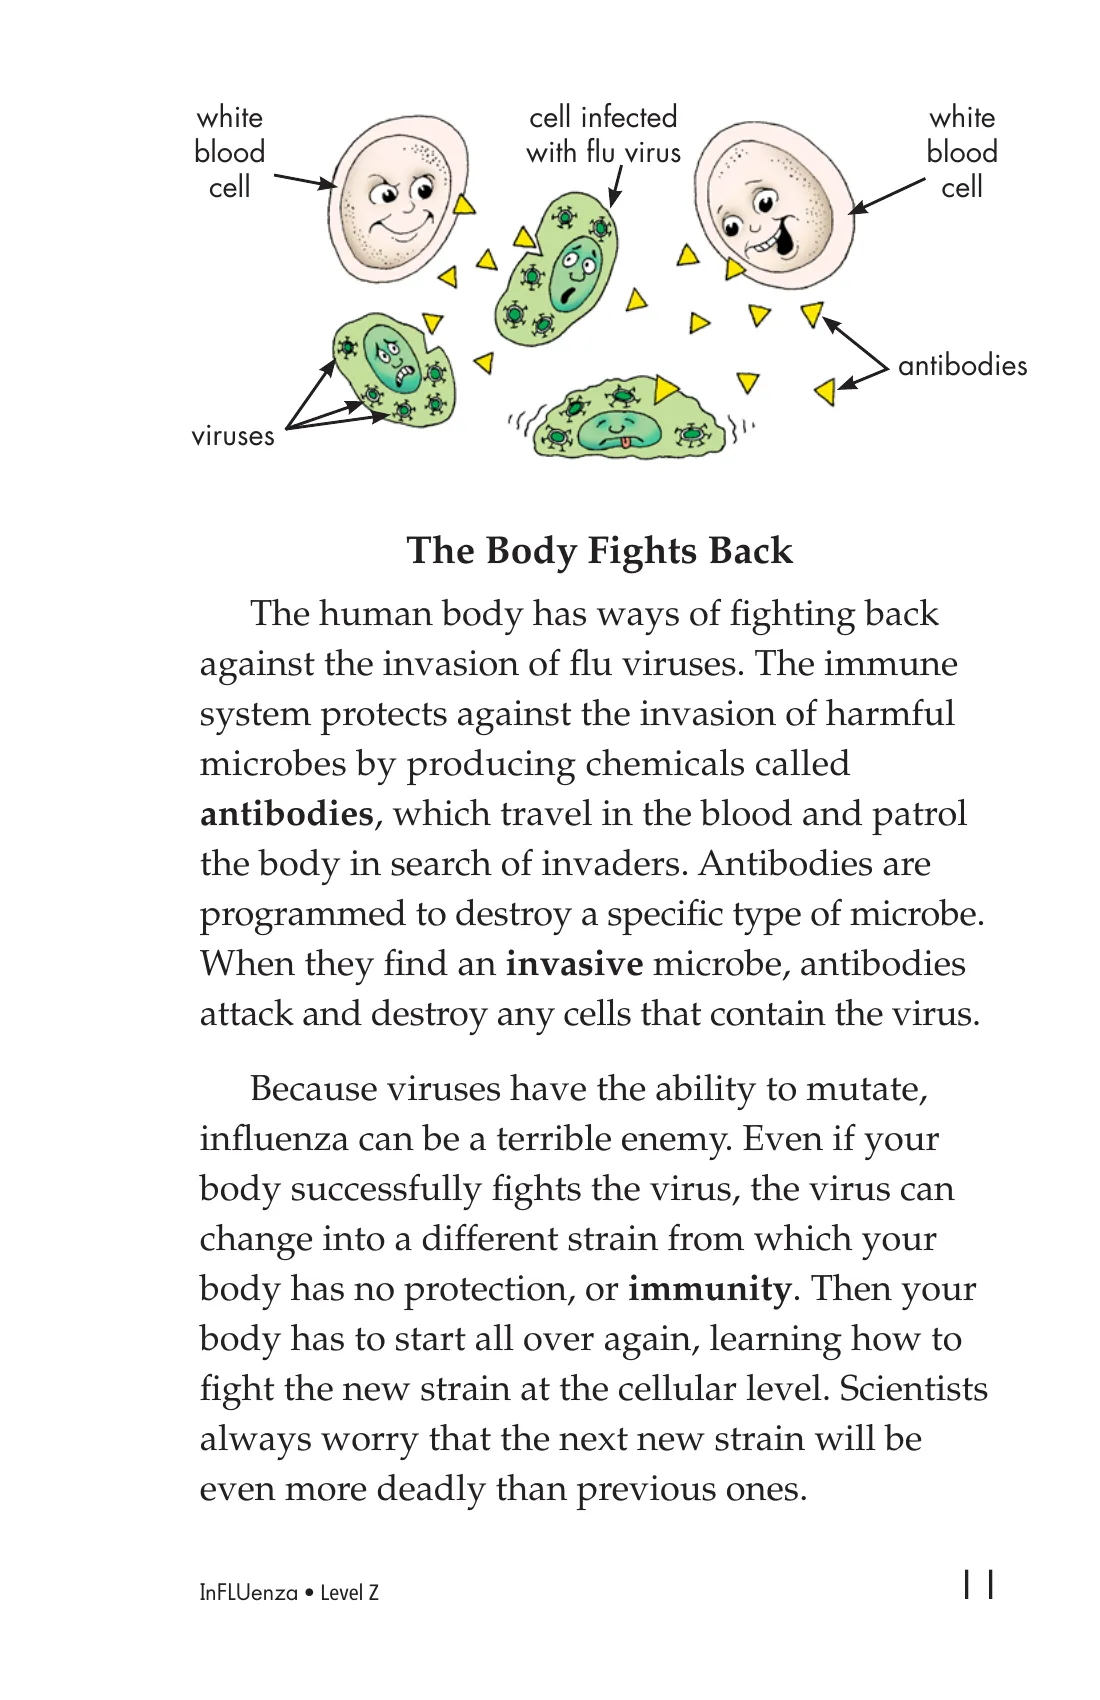 white
blood
cell
cell infected
with flu virus
white
blood
cell
antibodies
viruses
The Body Fights Back
The human body has ways of fighting back
against the invasion of flu viruses. The immune
system protects against the invasion of harmful
microbes by producing chemicals called
antibodies, which travel in the blood and patrol
the body in search of invaders. Antibodies are
programmed to destroy a specific type of microbe.
When they find an invasive microbe, antibodies
attack and destroy any cells that contain the virus.
Because viruses have the ability to mutate,
influenza can be a terrible enemy. Even if your
body successfully fights the virus, the virus can
change into a different strain from which your
body has no protection, or immunity. Then your
body has to start all over again, learning how to
fight the new strain at the cellular level. Scientists
always worry that the next new strain will be
even more deadly than previous ones.
InFLUenza • Level Z
11